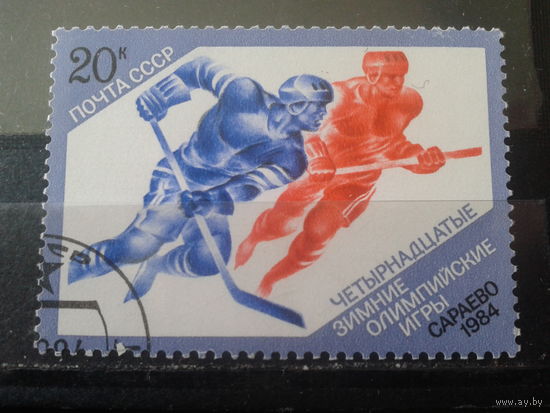 20к
ПОЧТА СССР
ЧЕТЫРНАДЦАТЫЕ
ЗИМНИЕ
ОЛИМПИЙСКИЕ
ИГРЫ
САРАЕВО
1984
www.ay.by